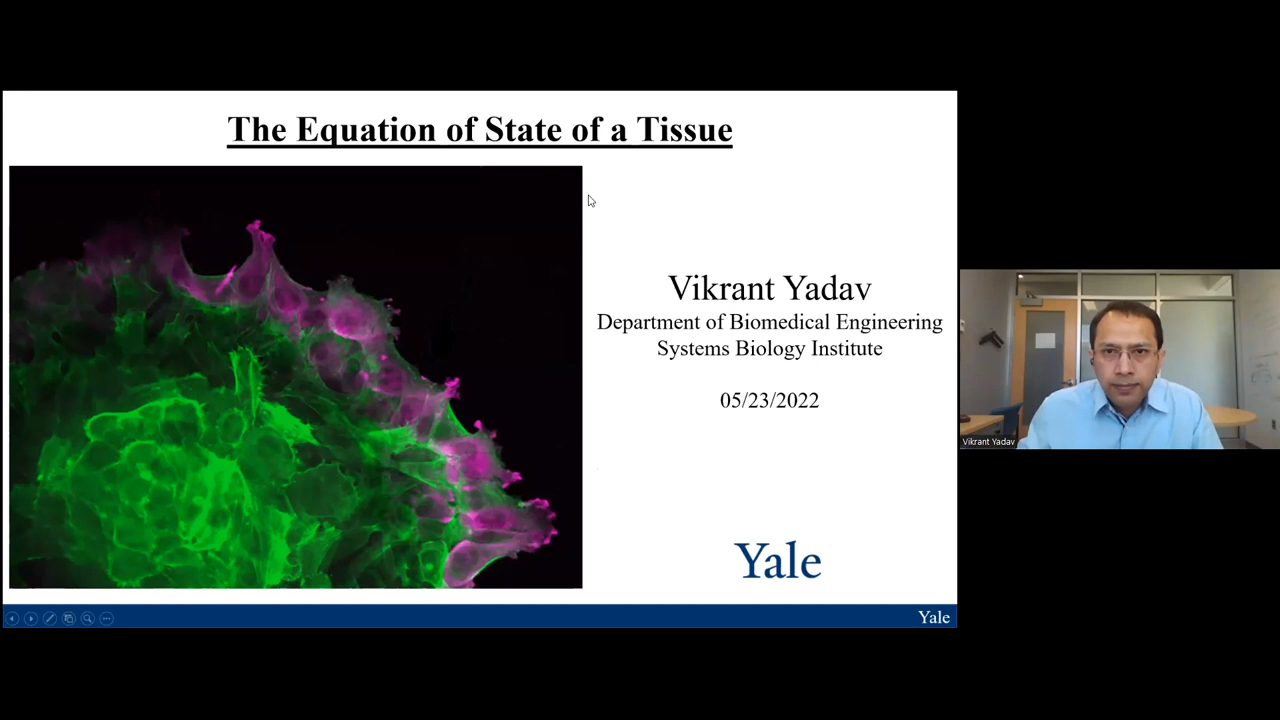 The Equation of State of a Tissue
Vikrant Yadav
Department of Biomedical Engineering
Systems Biology Institute
05/23/2022
Yale
Yale
Vikrant Yadav